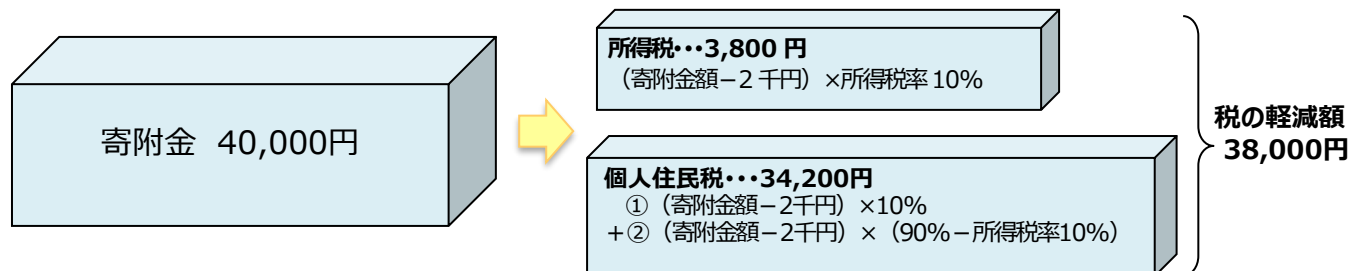 寄附金 40,000円
所得税・・・3,800 円
（寄附金額－2 千円）×所得税率 10%
個人住民税・・・34,200円
①（寄附金額－2千円）×10%
＋②（寄附金額－2千円）×（90%－所得税率10%）
税の軽減額
38,000円